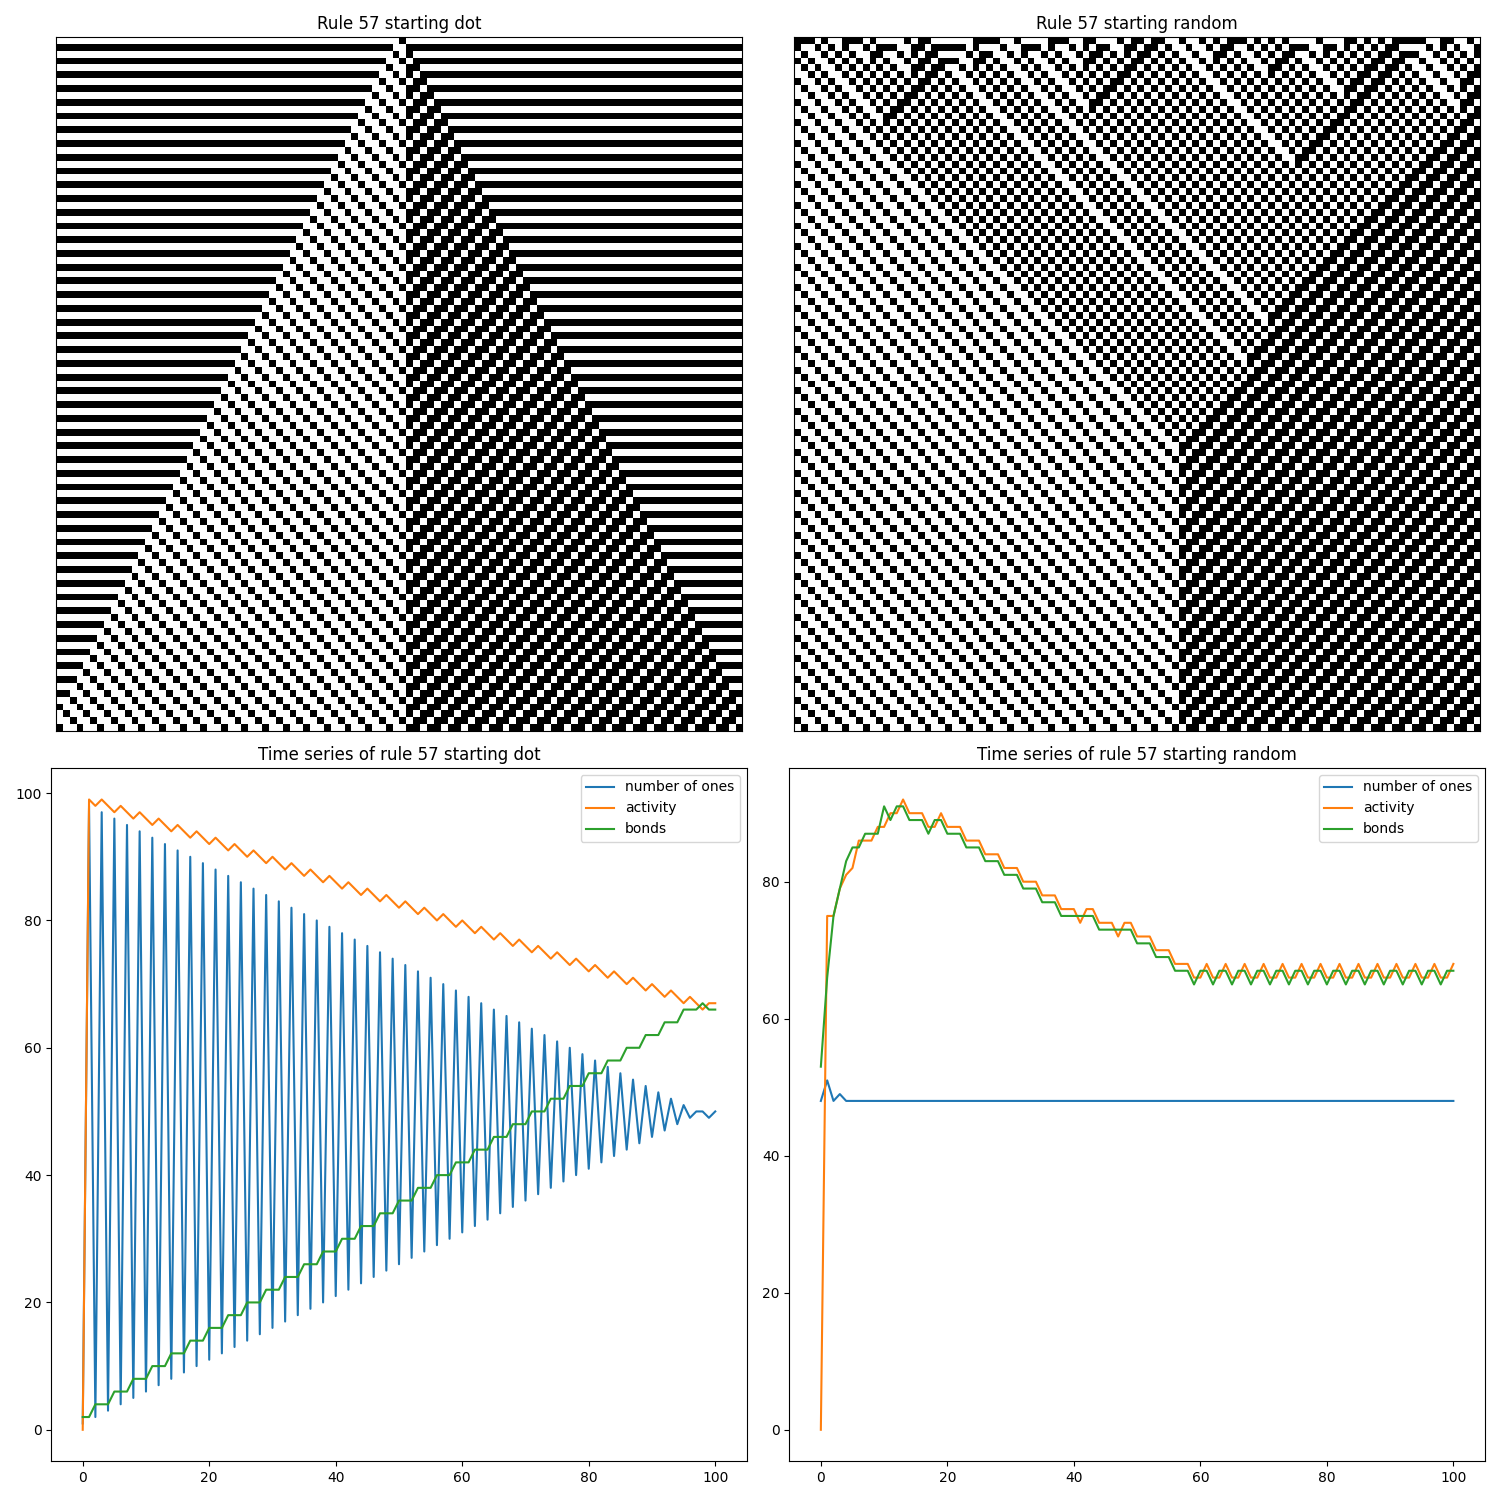 Rule 57 starting dot
Rule 57 starting random
Time series of rule 57 starting dot
100
80
60
40
20
0
0 20 40 60 80 100
number of ones
activity
bonds
Time series of rule 57 starting random
80
60
40
20
0
0 20 40 60 80 100
number of ones
activity
bonds